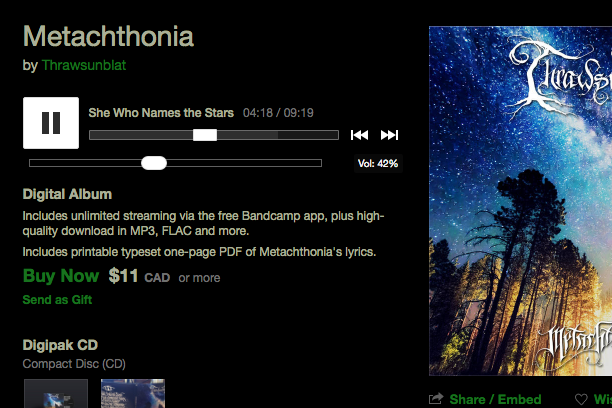 Metachthonia
by Thrawsunblat
She Who Names the Stars 04:18 / 09:19
Vol: 42%
Digital Album
Includes unlimited streaming via the free Bandcamp app, plus high-
quality download in MP3, FLAC and more.
Includes printable typeset one-page PDF of Metachthonia's lyrics.
Buy Now $11 CAD or more
Send as Gift
Digipak CD
Compact Disc (CD)
Share / Embed